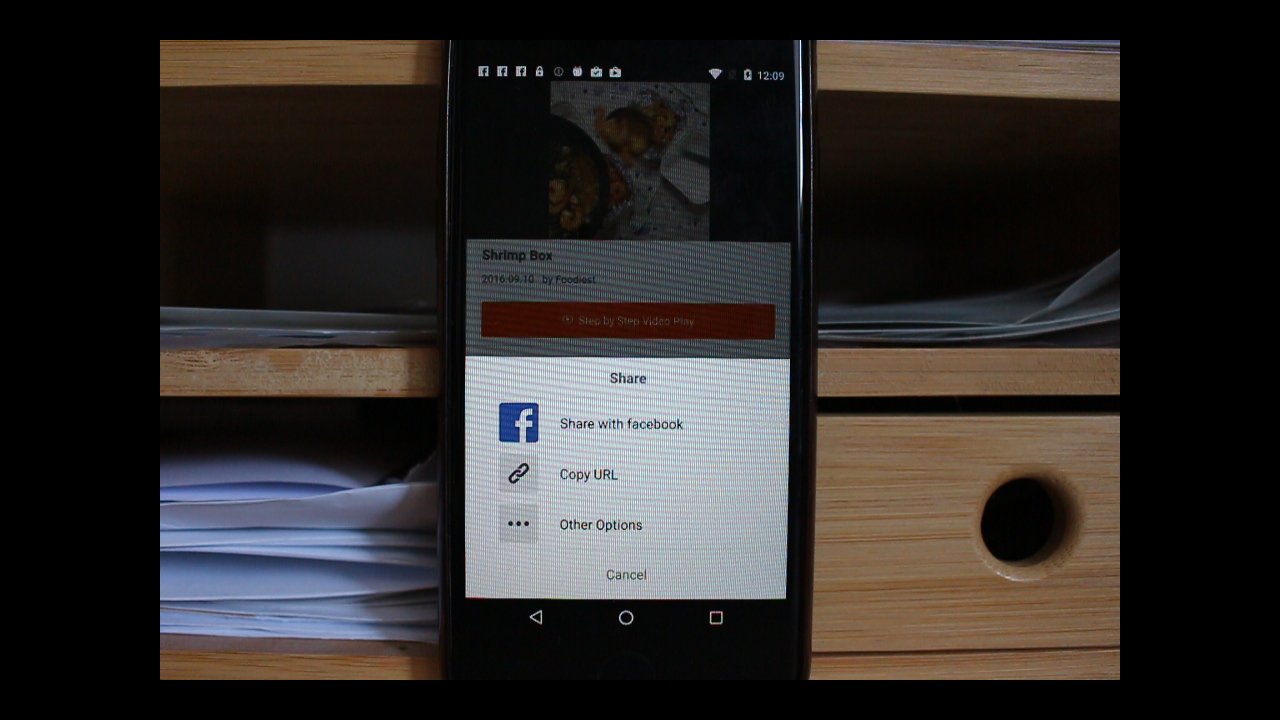 12:09
Shrimp Box
2016.09.10 by Foodiest
Step by Step Video Play
Share
Share with facebook
Copy URL
Other Options
Cancel